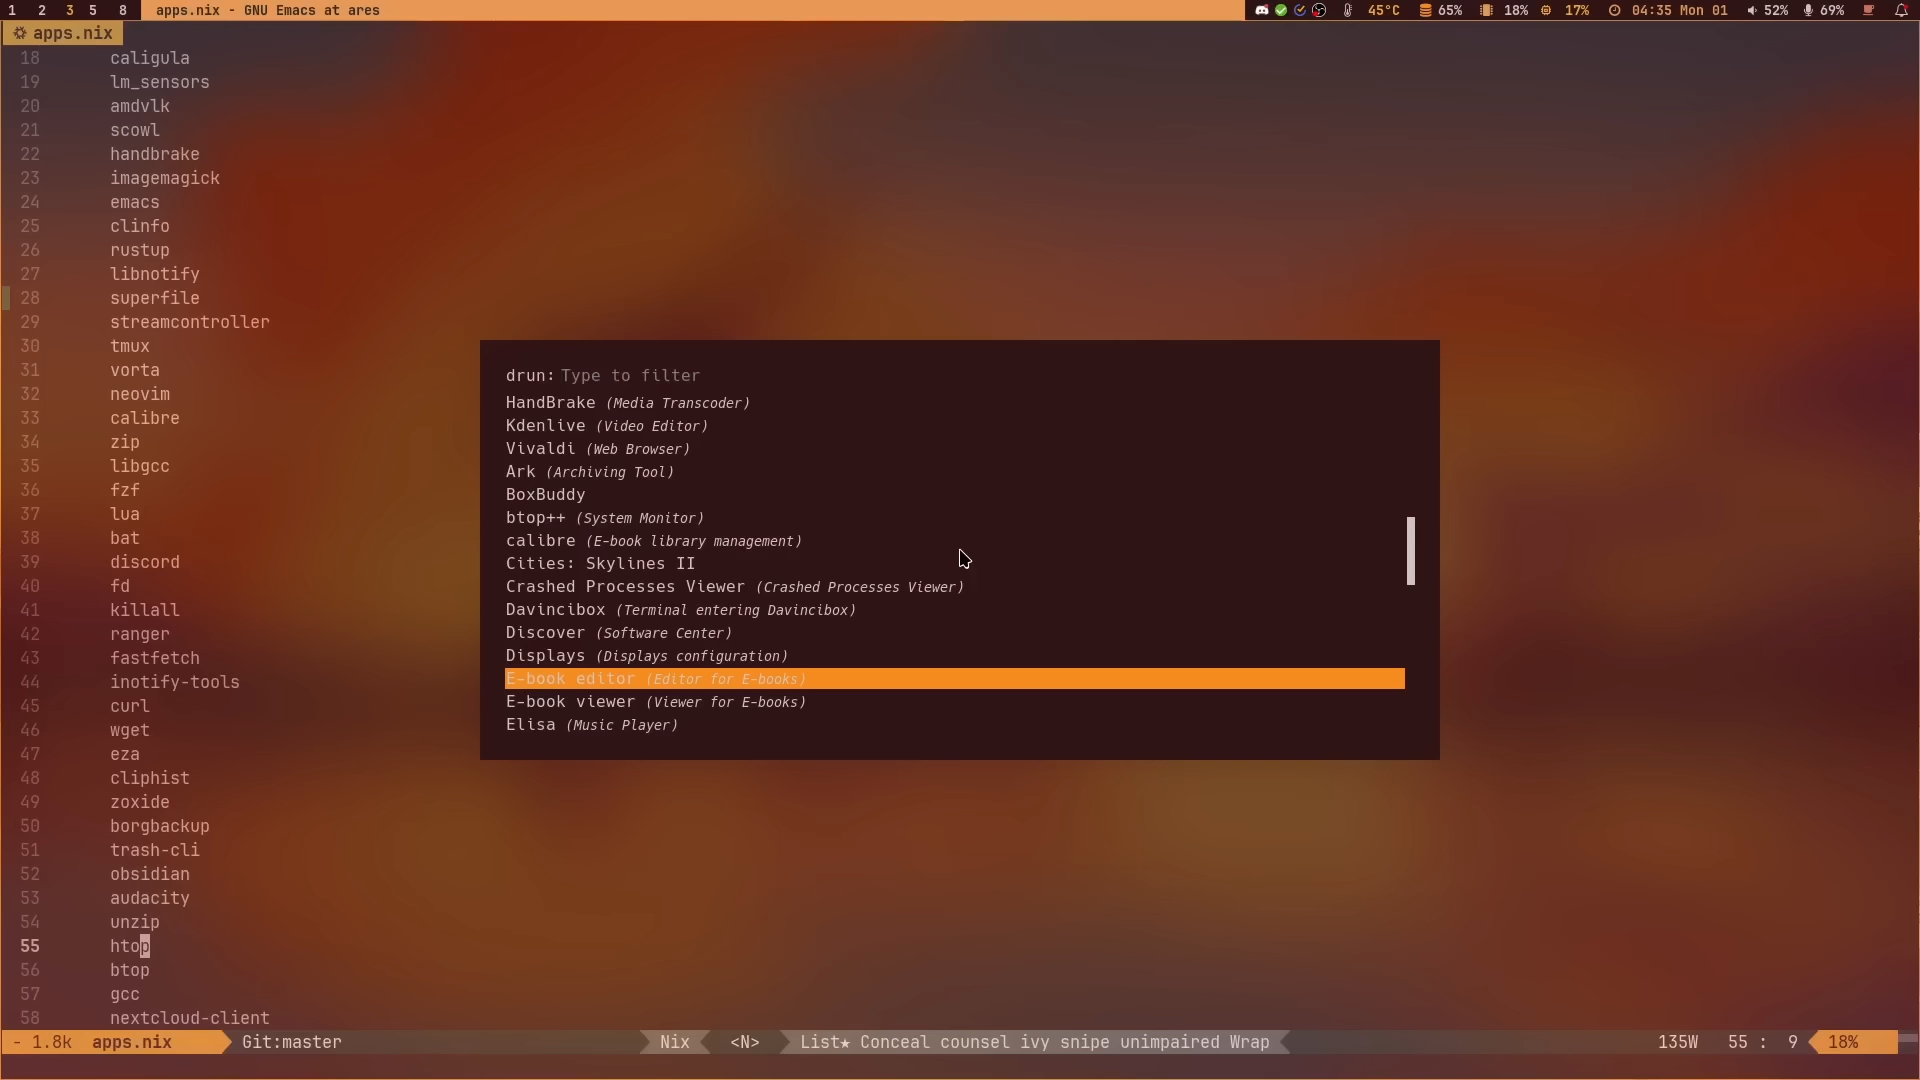 1 2 3 5 8 apps.nix - GNU Emacs at ares 45°C 65% 18% 17% 04:35 Mon 01 52% 69%
apps.nix
18 caligula
19 lm_sensors
20 amdvlk
21 scowl
22 handbrake
23 imagemagick
24 emacs
25 clinfo
26 rustup
27 libnotify
28 superfile
29 streamcontroller
30 tmux
31 vorta
32 neovim
33 calibre
34 zip
35 libgcc
36 fzf
37 lua
38 bat
39 discord
40 fd
41 killall
42 ranger
43 fastfetch
44 inotify-tools
45 curl
46 wget
47 eza
48 cliphist
49 zoxide
50 borgbackup
51 trash-cli
52 obsidian
53 audacity
54 unzip
55 htop
56 btop
57 gcc
58 nextcloud-client
drun: Type to filter
HandBrake (Media Transcoder)
Kdenlive (Video Editor)
Vivaldi (Web Browser)
Ark (Archiving Tool)
BoxBuddy
btop++ (System Monitor)
calibre (E-book library management)
Cities: Skylines II
Crashed Processes Viewer (Crashed Processes Viewer)
Davincibox (Terminal entering Davincibox)
Discover (Software Center)
Displays (Displays configuration)
E-book editor (Editor for E-books)
E-book viewer (Viewer for E-books)
Elisa (Music Player)
- 1.8k apps.nix Git:master Nix <N> List★ Conceal counsel ivy snipe unimpaired Wrap 135W 55 : 9 18%